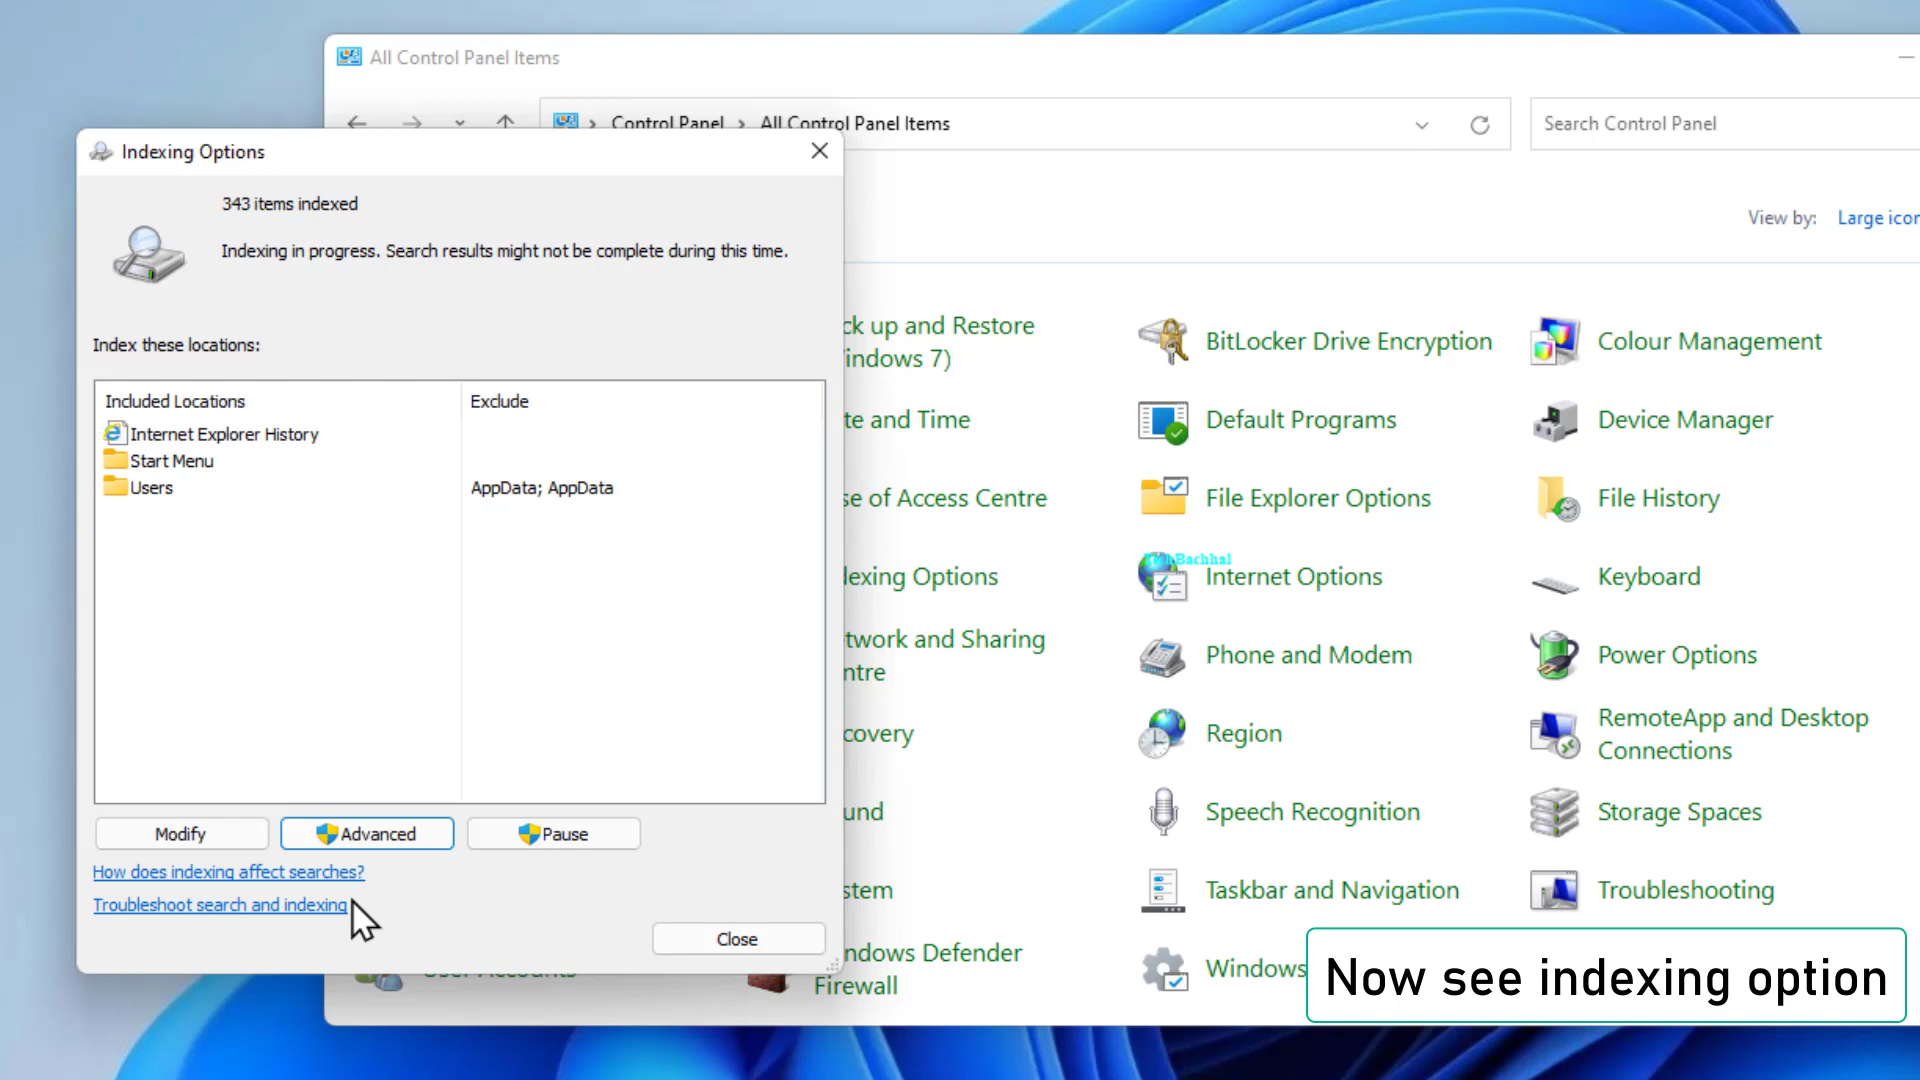 All Control Panel Items
Control Panel > All Control Panel Items
Search Control Panel
Indexing Options
343 items indexed
Indexing in progress. Search results might not be complete during this time.
Index these locations:
Included Locations
Exclude
Internet Explorer History
Start Menu
Users
AppData; AppData
Modify
Advanced
Pause
How does indexing affect searches?
Troubleshoot search and indexing
Close
View by:
Large icon
ck up and Restore
indows 7)
BitLocker Drive Encryption
Colour Management
te and Time
Default Programs
Device Manager
se of Access Centre
File Explorer Options
File History
Bachhal
dexing Options
Internet Options
Keyboard
twork and Sharing
ntre
Phone and Modem
Power Options
covery
Region
RemoteApp and Desktop
Connections
und
Speech Recognition
Storage Spaces
stem
Taskbar and Navigation
Troubleshooting
User Accounts
ndows Defender
Firewall
Windows
Now see indexing option